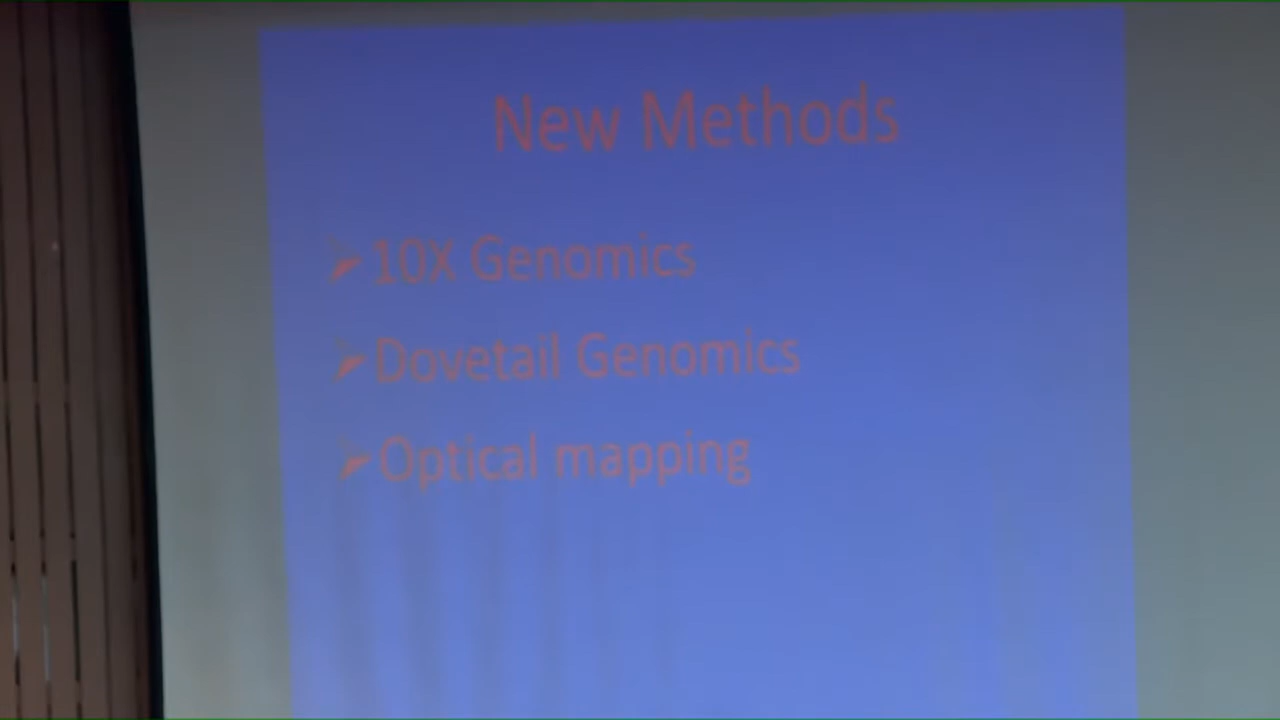 New Methods
➢10X Genomics
➢Dovetail Genomics
➢Optical mapping